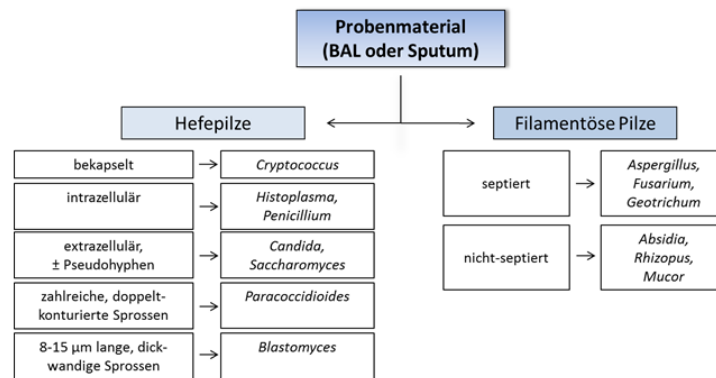 Probenmaterial
(BAL oder Sputum)
Hefepilze
bekapselt
Cryptococcus
intrazellulär
Histoplasma,
Penicillium
extrazellulär,
± Pseudohyphen
Candida,
Saccharomyces
zahlreiche, doppelt-
konturierte Sprossen
Paracoccidioides
8-15 µm lange, dick-
wandige Sprossen
Blastomyces
Filamentöse Pilze
septiert
Aspergillus,
Fusarium,
Geotrichum
nicht-septiert
Absidia,
Rhizopus,
Mucor